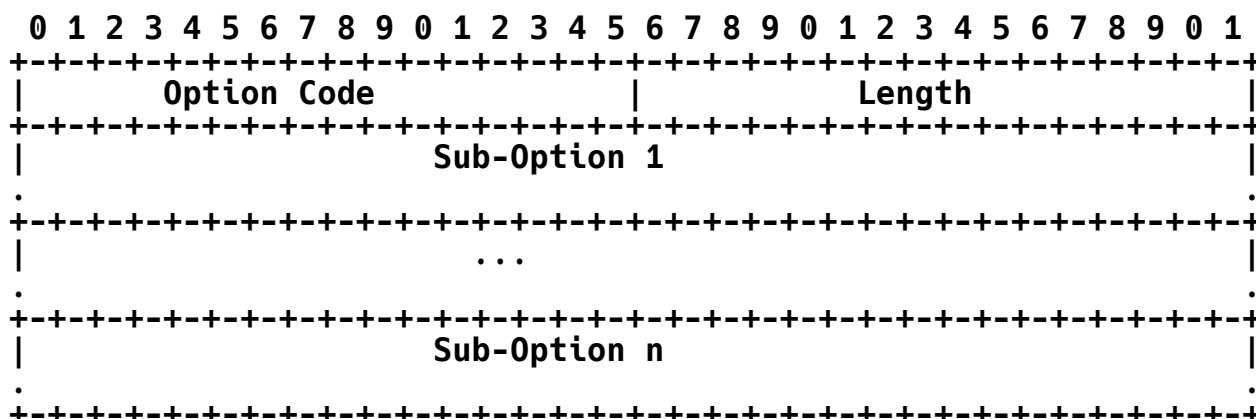 0 1 2 3 4 5 6 7 8 9 0 1 2 3 4 5 6 7 8 9 0 1 2 3 4 5 6 7 8 9 0 1
+-+-+-+-+-+-+-+-+-+-+-+-+-+-+-+-+-+-+-+-+-+-+-+-+-+-+-+-+-+-+-+-+
|       Option Code             |           Length              |
+-+-+-+-+-+-+-+-+-+-+-+-+-+-+-+-+-+-+-+-+-+-+-+-+-+-+-+-+-+-+-+-+
|                     Sub-Option 1                              |
.                                                               .
+-+-+-+-+-+-+-+-+-+-+-+-+-+-+-+-+-+-+-+-+-+-+-+-+-+-+-+-+-+-+-+-+
|                       ...                                     |
.                                                               .
+-+-+-+-+-+-+-+-+-+-+-+-+-+-+-+-+-+-+-+-+-+-+-+-+-+-+-+-+-+-+-+-+
|                     Sub-Option n                              |
.                                                               .
+-+-+-+-+-+-+-+-+-+-+-+-+-+-+-+-+-+-+-+-+-+-+-+-+-+-+-+-+-+-+-+-+